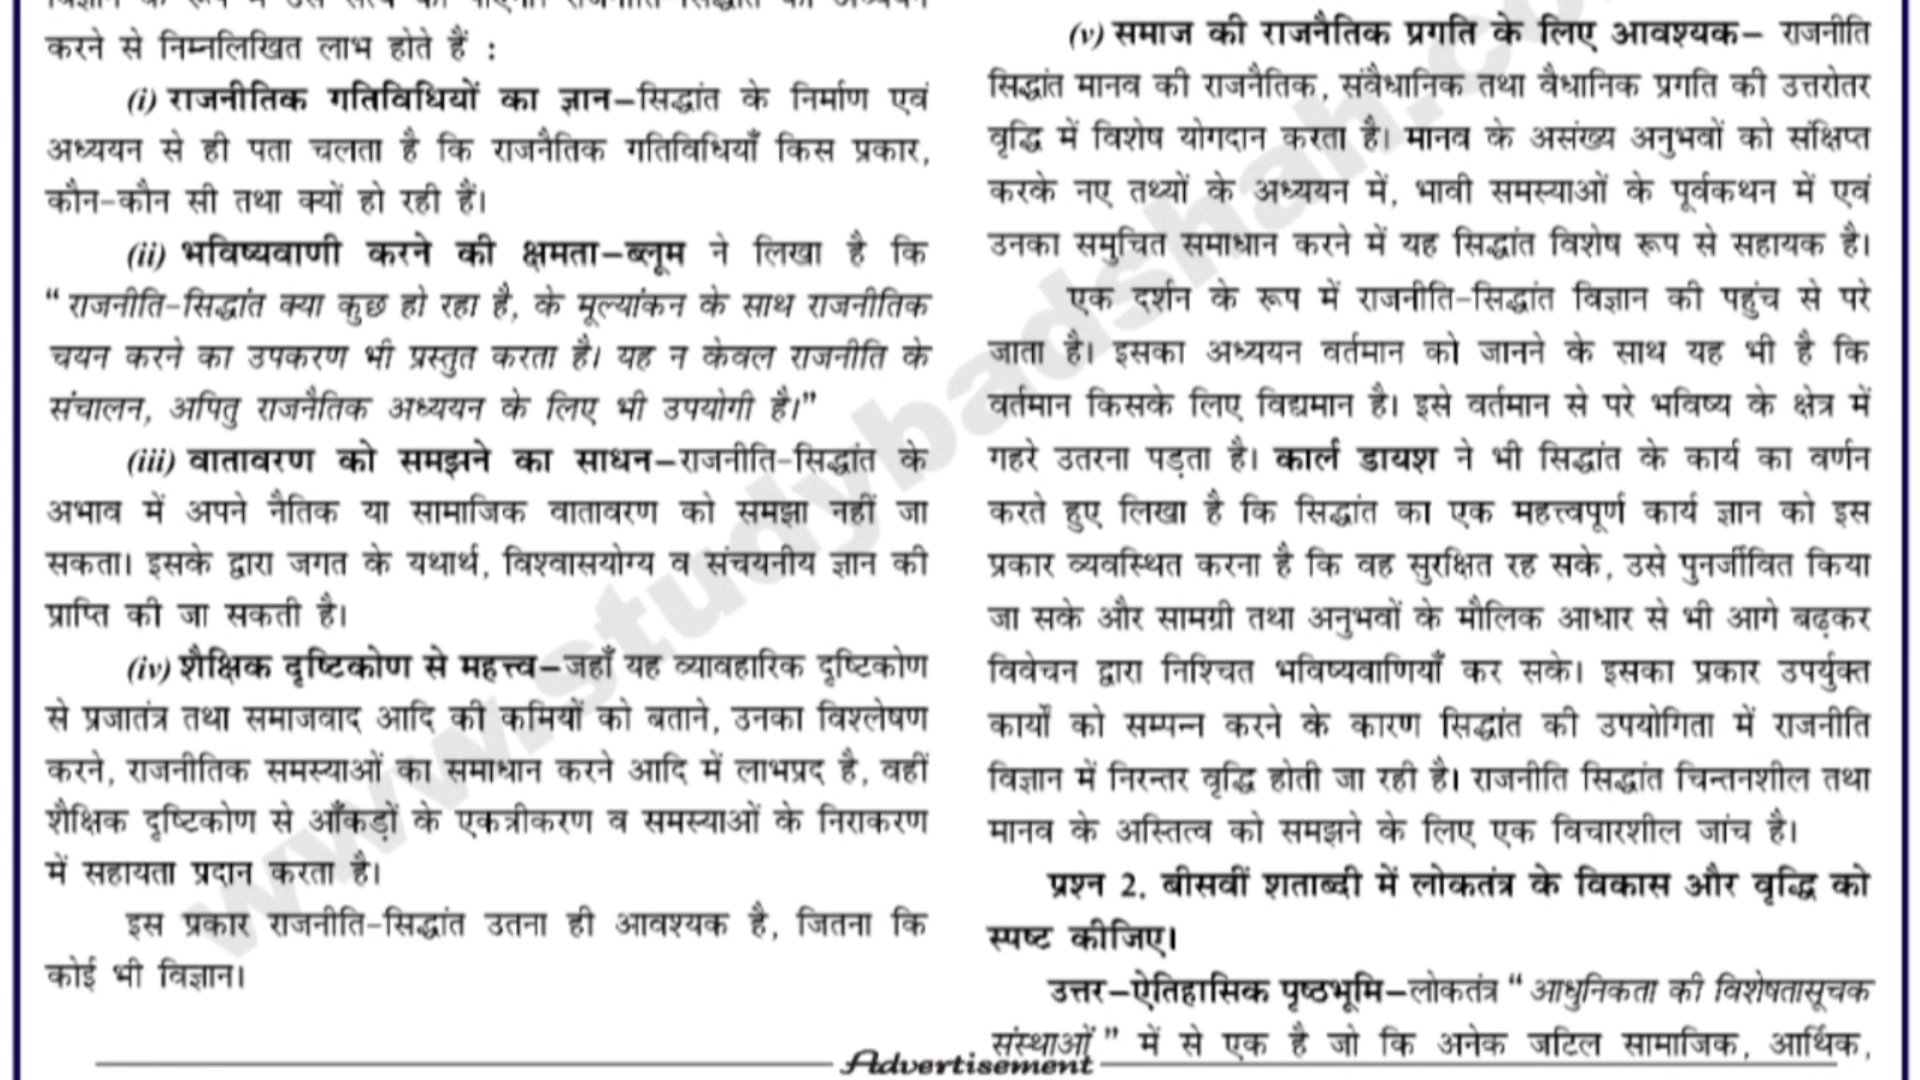 करने से निम्नलिखित लाभ होते हैं :
(i) राजनीतिक गतिविधियों का ज्ञान–सिद्धांत के निर्माण एवं
अध्ययन से ही पता चलता है कि राजनैतिक गतिविधियाँ किस प्रकार,
कौन-कौन सी तथा क्यों हो रही हैं।
(ii) भविष्यवाणी करने की क्षमता–ब्लूम ने लिखा है कि
“राजनीति-सिद्धांत क्या कुछ हो रहा है, के मूल्यांकन के साथ राजनीतिक
चयन करने का उपकरण भी प्रस्तुत करता है। यह न केवल राजनीति के
संचालन, अपितु राजनैतिक अध्ययन के लिए भी उपयोगी है।”
(iii) वातावरण को समझने का साधन–राजनीति-सिद्धांत के
अभाव में अपने नैतिक या सामाजिक वातावरण को समझा नहीं जा
सकता। इसके द्वारा जगत के यथार्थ, विश्वासयोग्य व संचयनीय ज्ञान की
प्राप्ति की जा सकती है।
(iv) शैक्षिक दृष्टिकोण से महत्त्व–जहाँ यह व्यावहारिक दृष्टिकोण
से प्रजातंत्र तथा समाजवाद आदि की कमियों को बताने, उनका विश्लेषण
करने, राजनीतिक समस्याओं का समाधान करने आदि में लाभप्रद है, वहीं
शैक्षिक दृष्टिकोण से आँकड़ों के एकत्रीकरण व समस्याओं के निराकरण
में सहायता प्रदान करता है।
इस प्रकार राजनीति-सिद्धांत उतना ही आवश्यक है, जितना कि
कोई भी विज्ञान।
(v) समाज की राजनैतिक प्रगति के लिए आवश्यक– राजनीति
सिद्धांत मानव की राजनैतिक, संवैधानिक तथा वैधानिक प्रगति की उत्तरोतर
वृद्धि में विशेष योगदान करता है। मानव के असंख्य अनुभवों को संक्षिप्त
करके नए तथ्यों के अध्ययन में, भावी समस्याओं के पूर्वकथन में एवं
उनका समुचित समाधान करने में यह सिद्धांत विशेष रूप से सहायक है।
एक दर्शन के रूप में राजनीति-सिद्धांत विज्ञान की पहुंच से परे
जाता है। इसका अध्ययन वर्तमान को जानने के साथ यह भी है कि
वर्तमान किसके लिए विद्यमान है। इसे वर्तमान से परे भविष्य के क्षेत्र में
गहरे उतरना पड़ता है। कार्ल डायश ने भी सिद्धांत के कार्य का वर्णन
करते हुए लिखा है कि सिद्धांत का एक महत्त्वपूर्ण कार्य ज्ञान को इस
प्रकार व्यवस्थित करना है कि वह सुरक्षित रह सके, उसे पुनर्जीवित किया
जा सके और सामग्री तथा अनुभवों के मौलिक आधार से भी आगे बढ़कर
विवेचन द्वारा निश्चित भविष्यवाणियाँ कर सके। इसका प्रकार उपर्युक्त
कार्यों को सम्पन्न करने के कारण सिद्धांत की उपयोगिता में राजनीति
विज्ञान में निरन्तर वृद्धि होती जा रही है। राजनीति सिद्धांत चिन्तनशील तथा
मानव के अस्तित्व को समझने के लिए एक विचारशील जांच है।
प्रश्न 2. बीसवीं शताब्दी में लोकतंत्र के विकास और वृद्धि को
स्पष्ट कीजिए।
उत्तर–ऐतिहासिक पृष्ठभूमि–लोकतंत्र “आधुनिकता की विशेषतासूचक
संस्थाओं” में से एक है जो कि अनेक जटिल सामाजिक, आर्थिक,
Advertisement
www.studybadshah.co